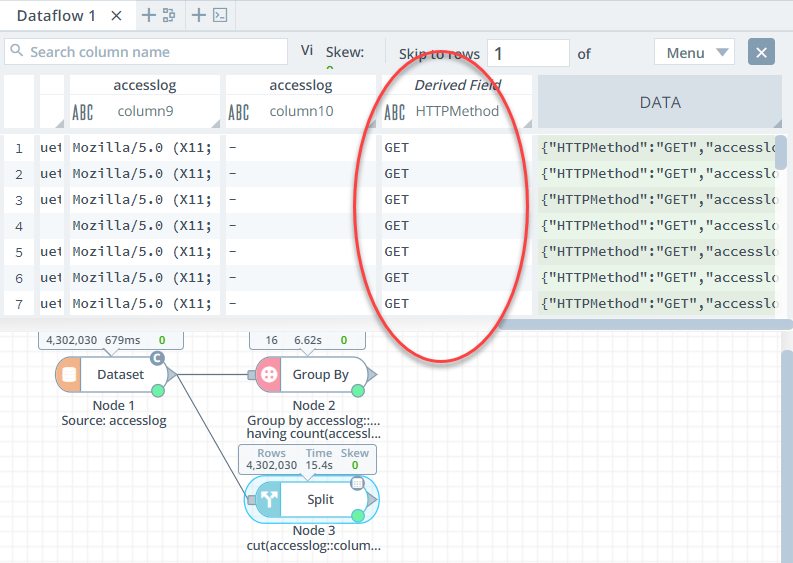 Dataflow 1
Search column name
Vi
Skew:
Skip to rows
1
of
Menu
accesslog
accesslog
Derived Field
ABC column9
ABC column10
ABC HTTPMethod
DATA
1 uet Mozilla/5.0 (X11; - GET {"HTTPMethod":"GET","accesslo
2 uet Mozilla/5.0 (X11; - GET {"HTTPMethod":"GET","accesslo
3 uet Mozilla/5.0 (X11; - GET {"HTTPMethod":"GET","accesslo
4 Mozilla/5.0 (X11; - GET {"HTTPMethod":"GET","accesslo
5 uet Mozilla/5.0 (X11; - GET {"HTTPMethod":"GET","accesslo
6 uet Mozilla/5.0 (X11; - GET {"HTTPMethod":"GET","accesslo
7 uet Mozilla/5.0 (X11; - GET {"HTTPMethod":"GET","accesslo
4,302,030 679ms 0
16 6.62s 0
C
Dataset
Group By
Node 1
Source: accesslog
Node 2
Group by accesslog::...
having count(accessl...
Rows Time Skew
4,302,030 15.4s 0
Split
Node 3
cut(accesslog::colum...